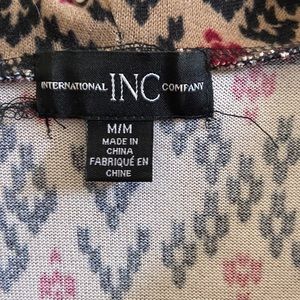 INTERNATIONAL INC COMPANY
M/M
MADE IN
CHINA
FABRIQUÉ EN
CHINE